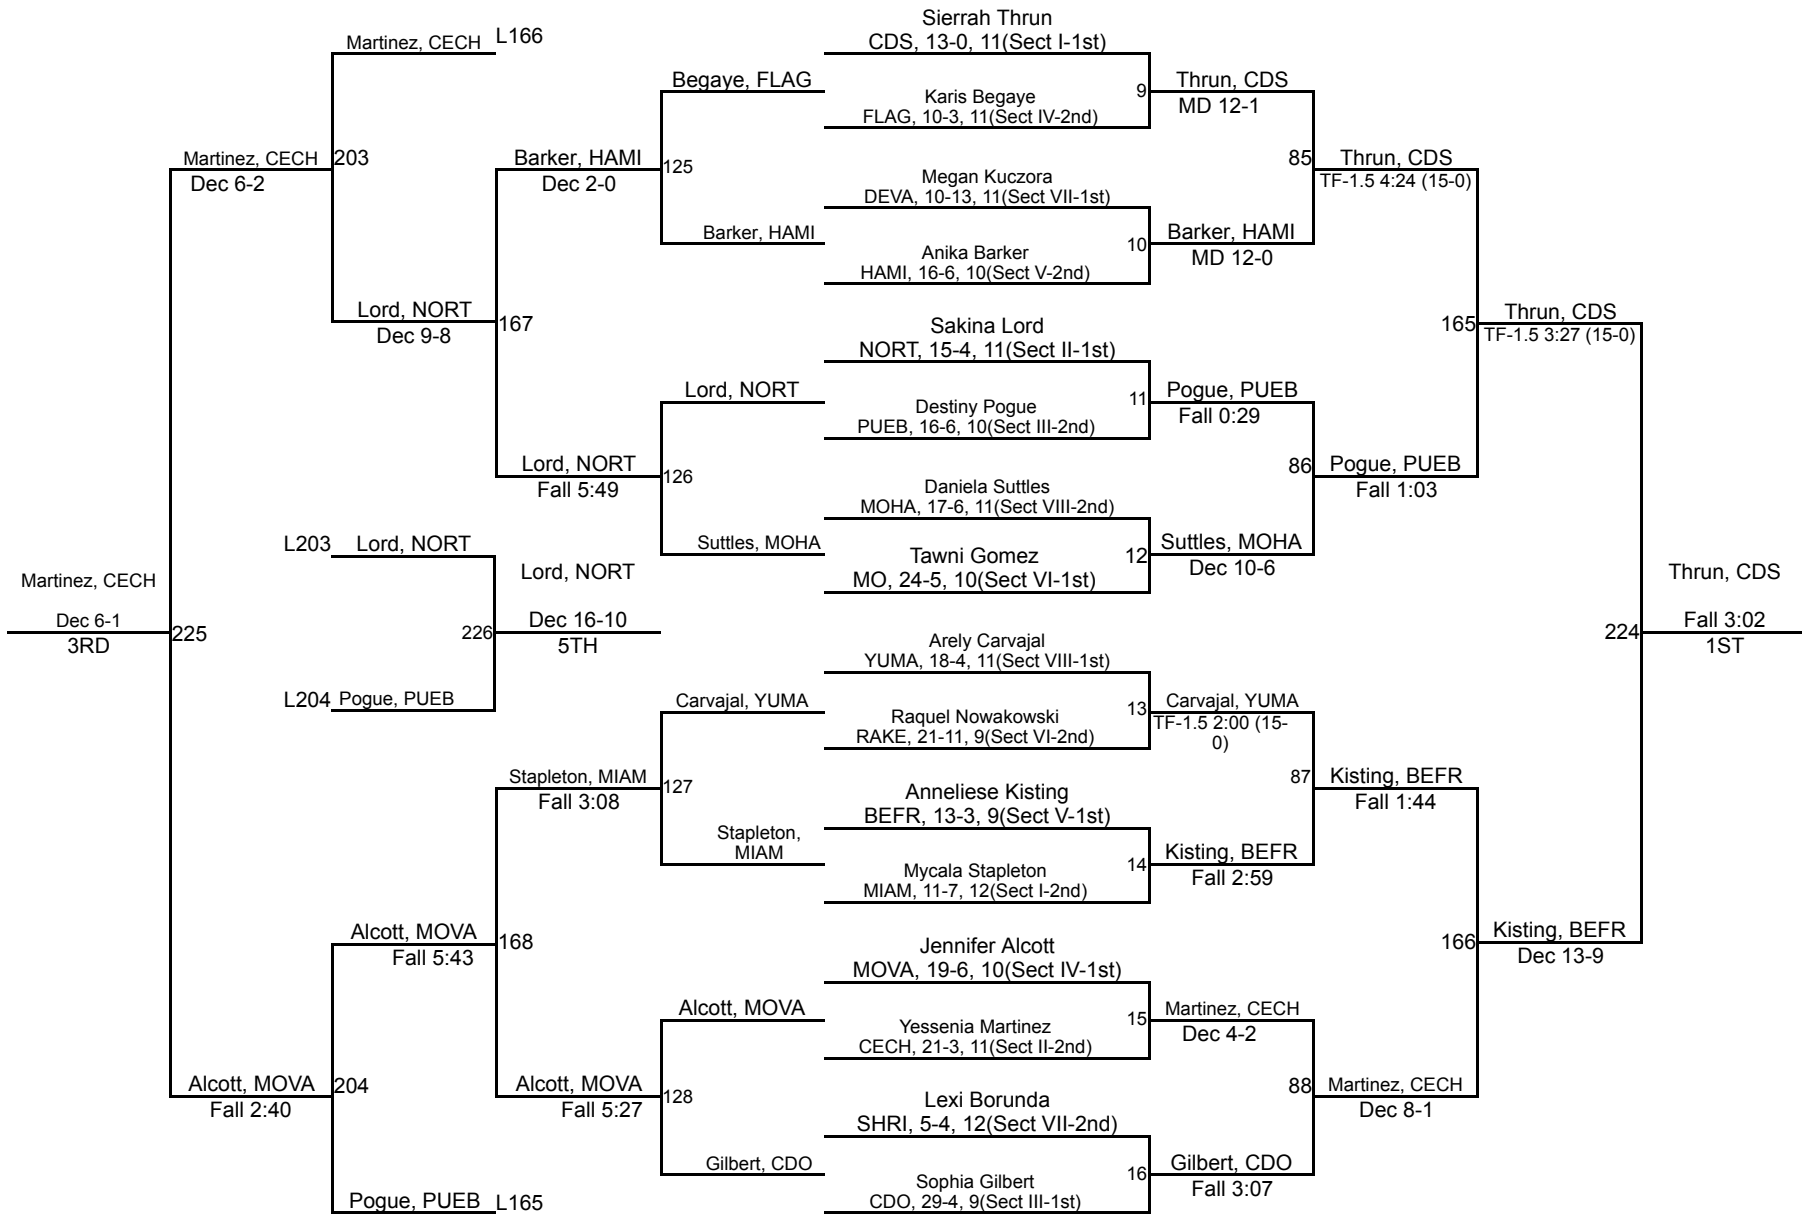 Sierrah Thrun
CDS, 13-0, 11(Sect I-1st)
Karis Begaye
FLAG, 10-3, 11(Sect IV-2nd)
Megan Kuczora
DEVA, 10-13, 11(Sect VII-1st)
Anika Barker
HAMI, 16-6, 10(Sect V-2nd)
Sakina Lord
NORT, 15-4, 11(Sect II-1st)
Destiny Pogue
PUEB, 16-6, 10(Sect III-2nd)
Daniela Suttles
MOHA, 17-6, 11(Sect VIII-2nd)
Tawni Gomez
MO, 24-5, 10(Sect VI-1st)
Arely Carvajal
YUMA, 18-4, 11(Sect VIII-1st)
Raquel Nowakowski
RAKE, 21-11, 9(Sect VI-2nd)
Anneliese Kisting
BEFR, 13-3, 9(Sect V-1st)
Mycala Stapleton
MIAM, 11-7, 12(Sect I-2nd)
Jennifer Alcott
MOVA, 19-6, 10(Sect IV-1st)
Yessenia Martinez
CECH, 21-3, 11(Sect II-2nd)
Lexi Borunda
SHRI, 5-4, 12(Sect VII-2nd)
Sophia Gilbert
CDO, 29-4, 9(Sect III-1st)
9
Thrun, CDS
MD 12-1
10
Barker, HAMI
MD 12-0
11
Pogue, PUEB
Fall 0:29
12
Suttles, MOHA
Dec 10-6
13
Carvajal, YUMA
TF-1.5 2:00 (15-
0)
14
Kisting, BEFR
Fall 2:59
15
Martinez, CECH
Dec 4-2
16
Gilbert, CDO
Fall 3:07
85
Thrun, CDS
TF-1.5 4:24 (15-0)
86
Pogue, PUEB
Fall 1:03
87
Kisting, BEFR
Fall 1:44
88
Martinez, CECH
Dec 8-1
165
Thrun, CDS
TF-1.5 3:27 (15-0)
166
Kisting, BEFR
Dec 13-9
224
Thrun, CDS
Fall 3:02
1ST
Begaye, FLAG
Barker, HAMI
Lord, NORT
Suttles, MOHA
Carvajal, YUMA
Stapleton,
MIAM
Alcott, MOVA
Gilbert, CDO
125
Barker, HAMI
Dec 2-0
126
Lord, NORT
Fall 5:49
127
Stapleton, MIAM
Fall 3:08
128
Alcott, MOVA
Fall 5:27
Martinez, CECH
L166
167
Lord, NORT
Dec 9-8
168
Alcott, MOVA
Fall 5:43
Pogue, PUEB
L165
203
Martinez, CECH
Dec 6-2
204
Alcott, MOVA
Fall 2:40
225
Martinez, CECH
Dec 6-1
3RD
L203
Lord, NORT
L204
Pogue, PUEB
226
Lord, NORT
Dec 16-10
5TH